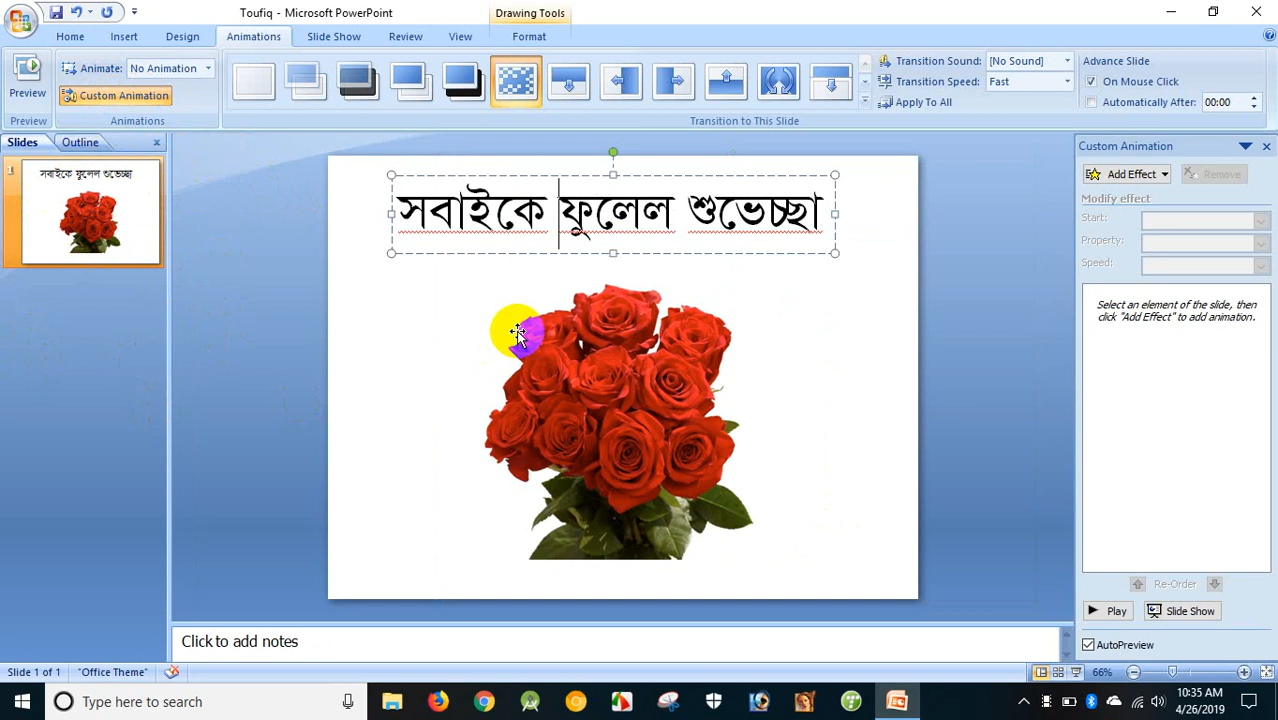 Toufiq - Microsoft PowerPoint
Drawing Tools
Home Insert Design Animations Slide Show Review View Format
Preview
Animate: No Animation
Custom Animation
Preview
Animations
Transition Sound: [No Sound]
Transition Speed: Fast
Apply To All
Transition to This Slide
Advance Slide
On Mouse Click
Automatically After: 00:00
Slides Outline
1
সবাইকে ফুলেল শুভেচ্ছা
সবাইকে ফুলেল শুভেচ্ছা
Custom Animation
Add Effect
Remove
Modify effect
Start:
Property:
Speed:
Select an element of the slide, then
click "Add Effect" to add animation.
Re-Order
Play
Slide Show
AutoPreview
Click to add notes
Slide 1 of 1 "Office Theme"
66%
Type here to search
10:35 AM
4/26/2019